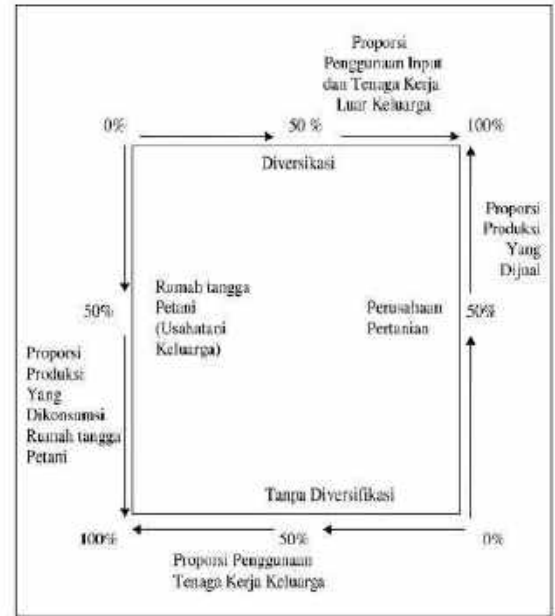 Proporsi
Penggunaan Input
dan Tenaga Kerja
Luar Keluarga
0%
50 %
100%
Diversikasi
Proporsi
Produksi
Yang
Dijual
Rumah tangga
Petani
(Usahatani
Keluarga)
Perusahaan
Pertanian
50%
50%
Proporsi
Produksi
Yang
Dikonsumsi
Rumah tangga
Petani
Tanpa Diversifikasi
100%
50%
0%
Proporsi Penggunaan
Tenaga Kerja Keluarga